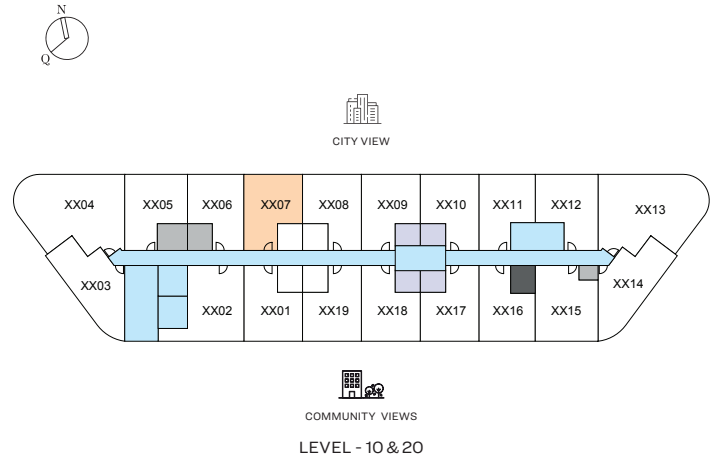 N
Q
CITY VIEW
XX04 XX05 XX06 XX07 XX08 XX09 XX10 XX11 XX12 XX13
XX03 XX14
XX02 XX01 XX19 XX18 XX17 XX16 XX15
COMMUNITY VIEWS
LEVEL - 10 & 20